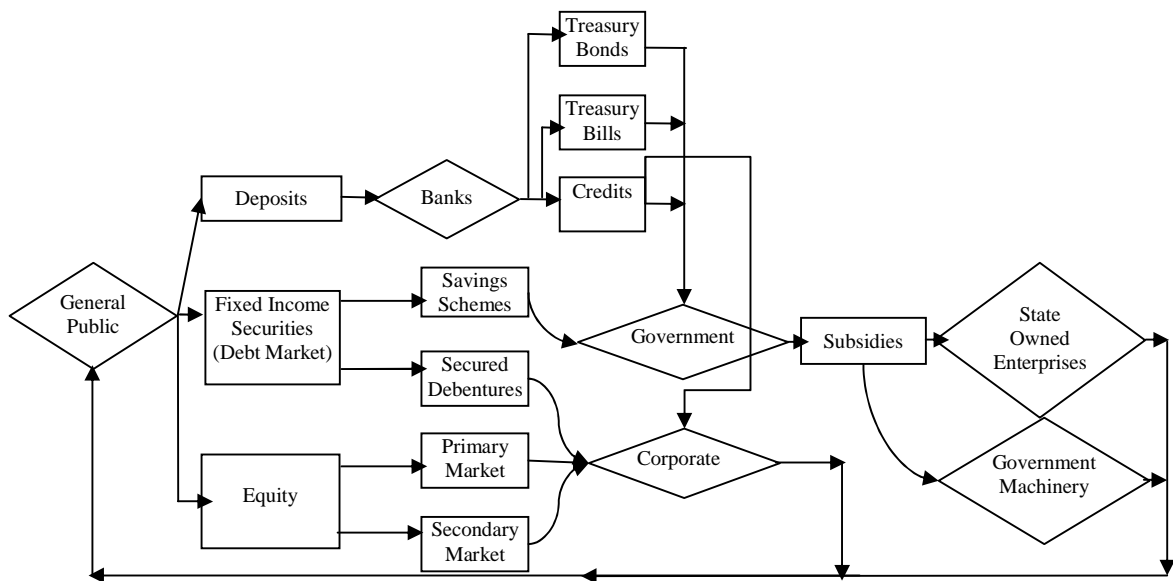 Treasury
Bonds
Treasury
Bills
Deposits
Banks
Credits
General
Public
Fixed Income
Securities
(Debt Market)
Savings
Schemes
Government
Subsidies
State
Owned
Enterprises
Secured
Debentures
Equity
Primary
Market
Corporate
Government
Machinery
Secondary
Market